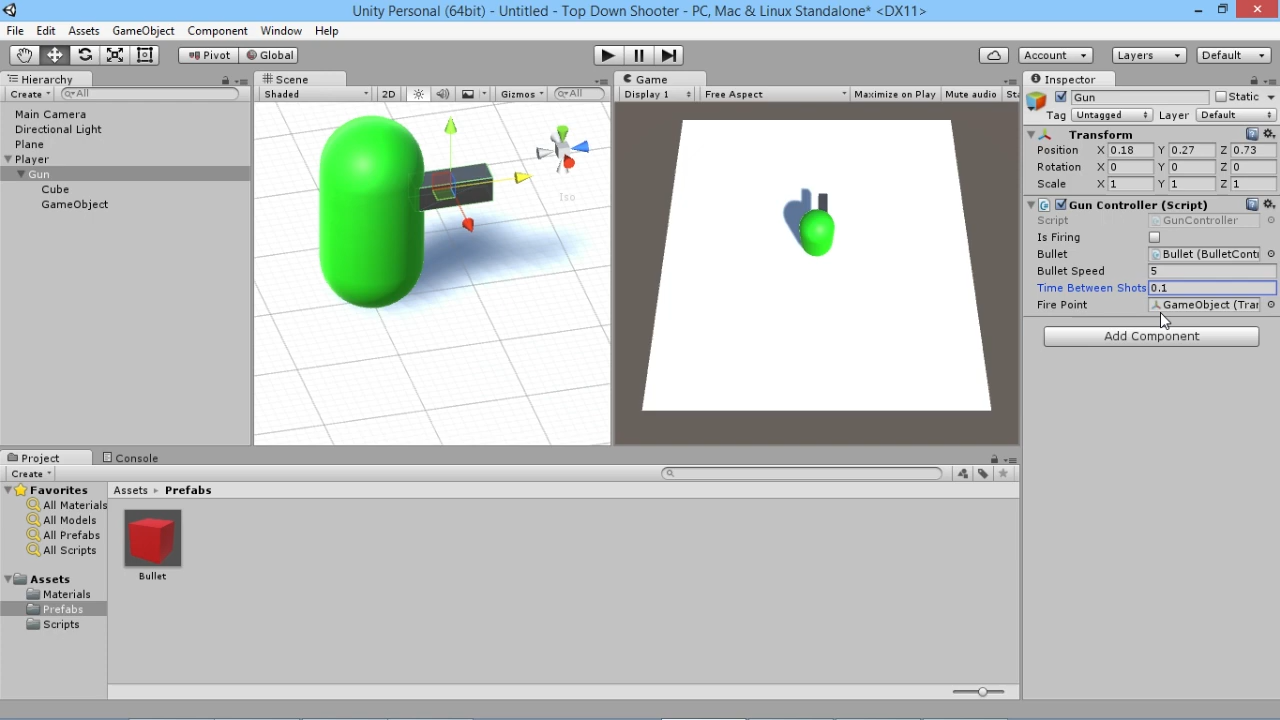 Unity Personal (64bit) - Untitled - Top Down Shooter - PC, Mac & Linux Standalone* <DX11>
File Edit Assets GameObject Component Window Help
Pivot Global Account Layers Default
Hierarchy
Create All
Main Camera
Directional Light
Plane
Player
Gun
Cube
GameObject
Scene
Shaded 2D Gizmos All
Iso
Game
Display 1 Free Aspect Maximize on Play Mute audio Sta
Inspector
Gun Static
Tag Untagged Layer Default
Transform
Position X 0.18 Y 0.27 Z 0.73
Rotation X 0 Y 0 Z 0
Scale X 1 Y 1 Z 1
Gun Controller (Script)
Script GunController
Is Firing
Bullet Bullet (BulletConti
Bullet Speed 5
Time Between Shots 0.1
Fire Point GameObject (Trar
Add Component
Project Console
Create
Favorites
All Materials
All Models
All Prefabs
All Scripts
Assets
Materials
Prefabs
Scripts
Assets Prefabs
Bullet